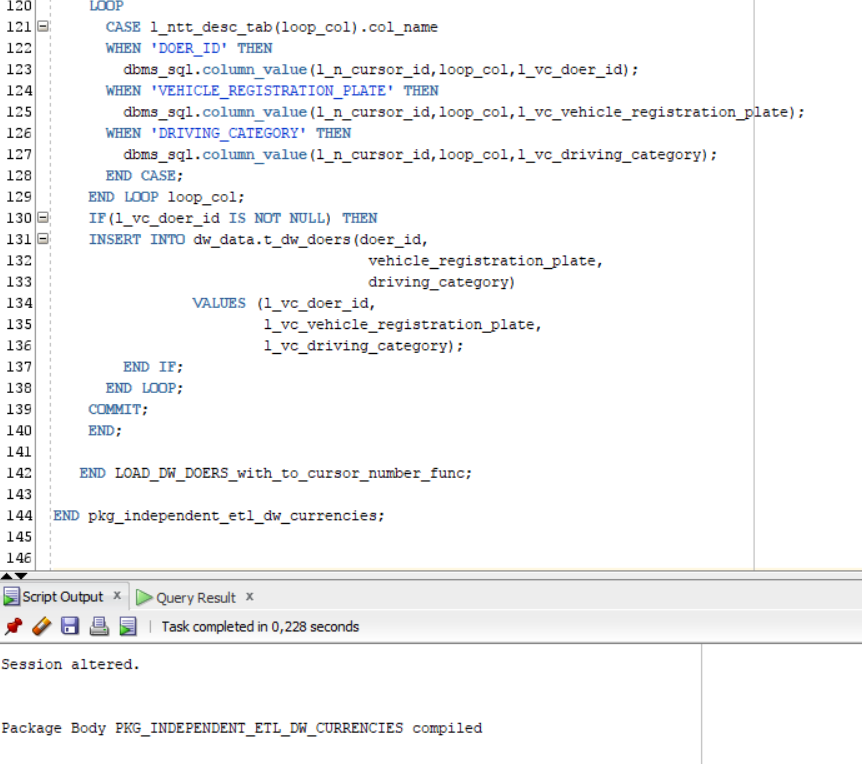 120 LOOP
121 CASE l_ntt_desc_tab(loop_col).col_name
122 WHEN 'DOER_ID' THEN
123 dbms_sql.column_value(l_n_cursor_id,loop_col,l_vc_doer_id);
124 WHEN 'VEHICLE_REGISTRATION_PLATE' THEN
125 dbms_sql.column_value(l_n_cursor_id,loop_col,l_vc_vehicle_registration_plate);
126 WHEN 'DRIVING_CATEGORY' THEN
127 dbms_sql.column_value(l_n_cursor_id,loop_col,l_vc_driving_category);
128 END CASE;
129 END LOOP loop_col;
130 IF(l_vc_doer_id IS NOT NULL) THEN
131 INSERT INTO dw_data.t_dw_doers(doer_id,
132 vehicle_registration_plate,
133 driving_category)
134 VALUES (l_vc_doer_id,
135 l_vc_vehicle_registration_plate,
136 l_vc_driving_category);
137 END IF;
138 END LOOP;
139 COMMIT;
140 END;
141
142 END LOAD_DW_DOERS_with_to_cursor_number_func;
143
144 END pkg_independent_etl_dw_currencies;
145
146
Script Output x Query Result x
Task completed in 0,228 seconds
Session altered.
Package Body PKG_INDEPENDENT_ETL_DW_CURRENCIES compiled